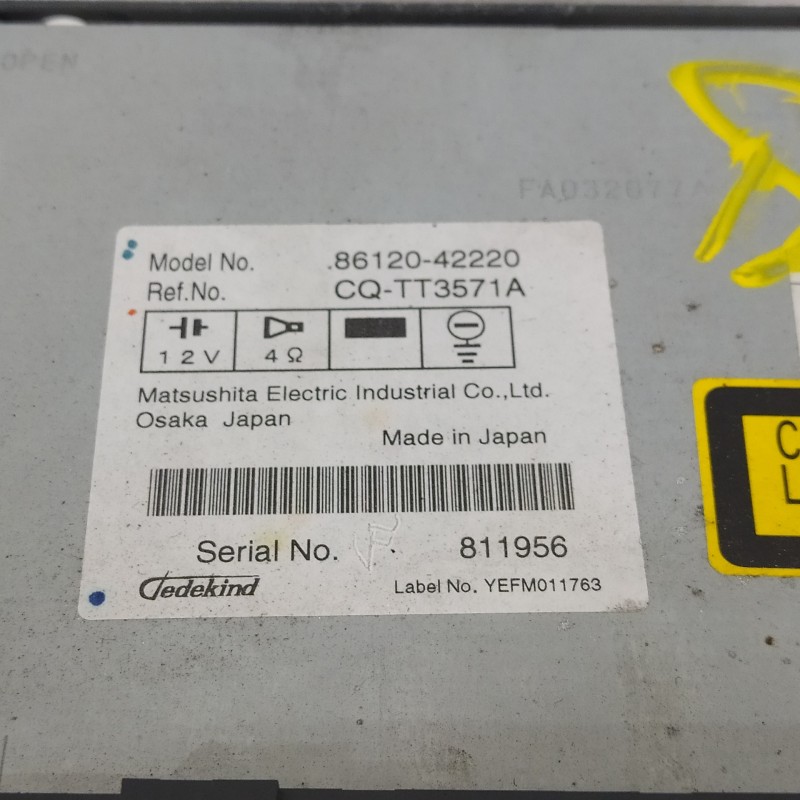 OPEN
FA032877A
Model No. .86120-42220
Ref.No. CQ-TT3571A
12V 4Ω
Matsushita Electric Industrial Co.,Ltd.
Osaka Japan
Made in Japan
Serial No. 811956
Tedekind Label No. YEFM011763
C
L